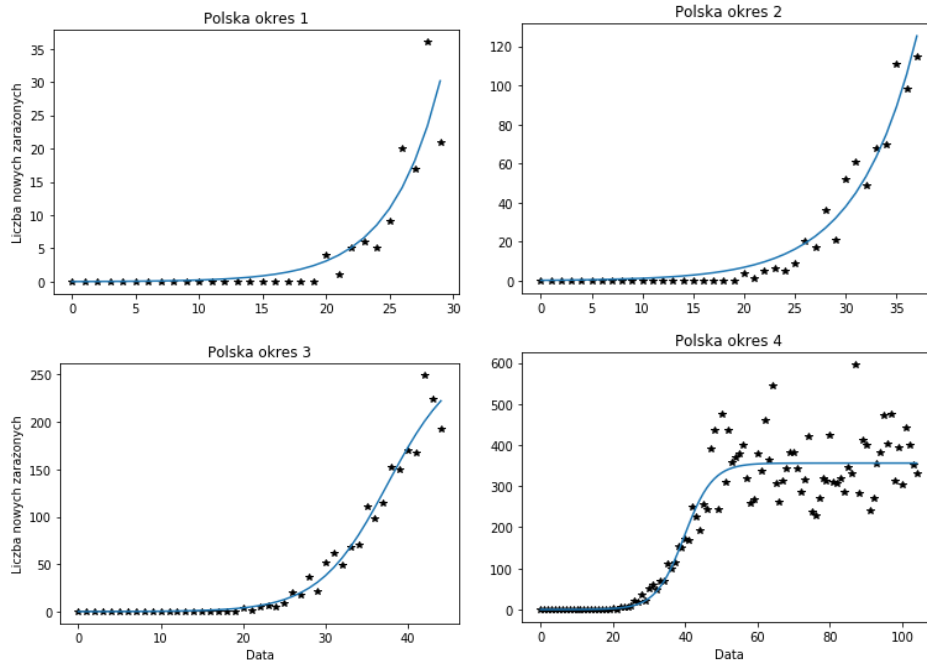 Polska okres 1
Liczba nowych zarażonych
35
30
25
20
15
10
5
0
0 5 10 15 20 25 30
Polska okres 2
120
100
80
60
40
20
0
0 5 10 15 20 25 30 35
Polska okres 3
Liczba nowych zarażonych
250
200
150
100
50
0
0 10 20 30 40
Data
Polska okres 4
600
500
400
300
200
100
0
0 20 40 60 80 100
Data